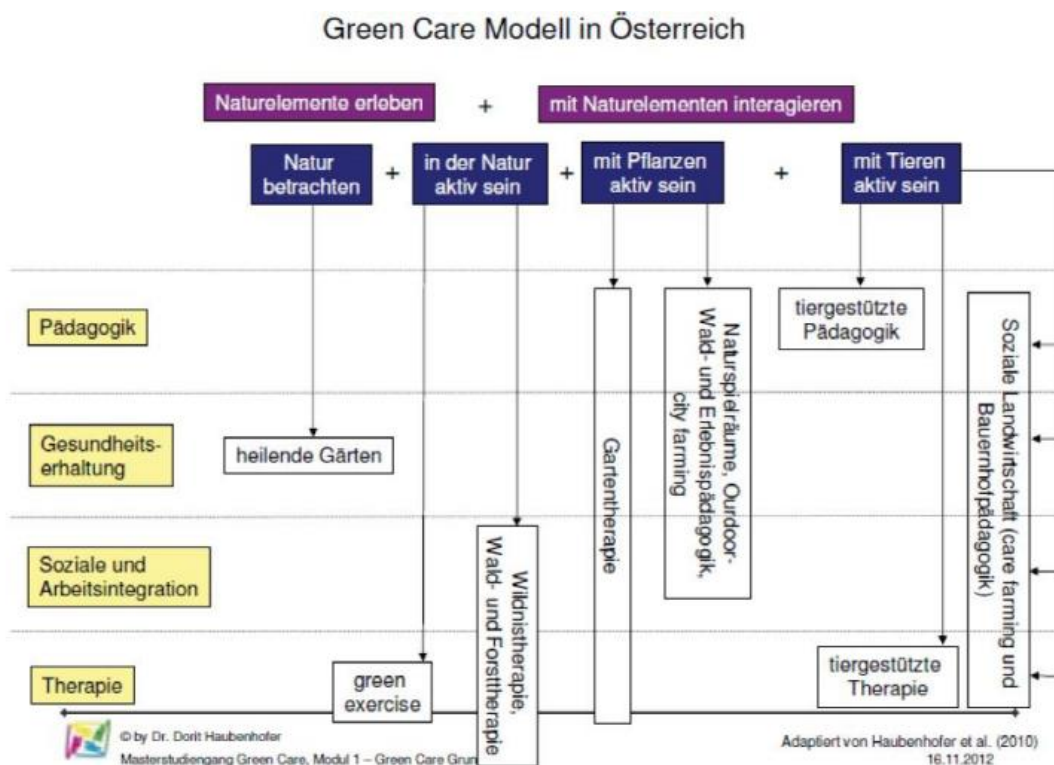 Green Care Modell in Österreich
Naturelemente erleben
+
mit Naturelementen interagieren
Natur
betrachten
+
in der Natur
aktiv sein
+
mit Pflanzen
aktiv sein
+
mit Tieren
aktiv sein
Pädagogik
Gesundheits-
erhaltung
Soziale und
Arbeitsintegration
Therapie
heilende Gärten
green
exercise
Wildnistherapie,
Wald- und Forsttherapie
Gartentherapie
Naturspielräume, Ourdoor-
Wald- und Erlebnispädagogik,
city farming
tiergestützte
Pädagogik
tiergestützte
Therapie
Soziale Landwirtschaft (care farming und
Bauernhofpädagogik)
© by Dr. Dorit Haubenhofer
Masterstudiengang Green Care, Modul 1 – Green Care Grun
Adaptiert von Haubenhofer et al. (2010)
16.11.2012